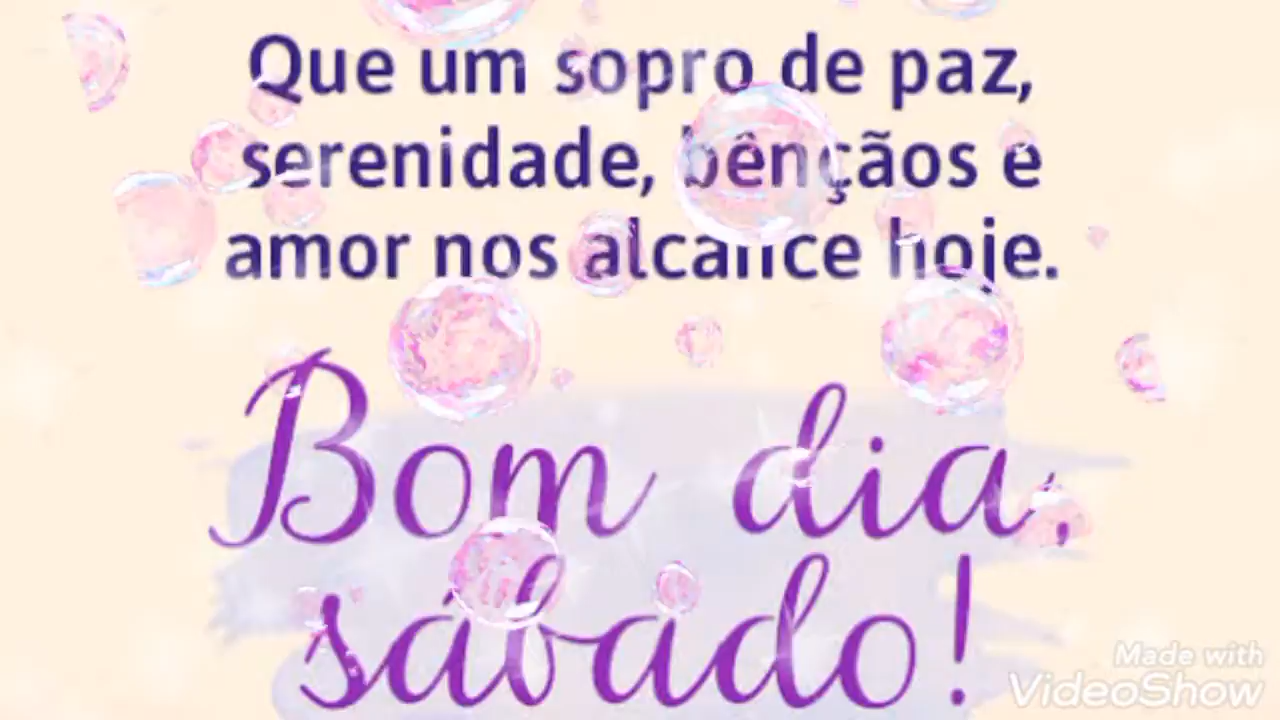 Que um sopro de paz,
serenidade, bênçãos e
amor nos alcance hoje.
Bom dia,
sábado!
Made with
VideoShow